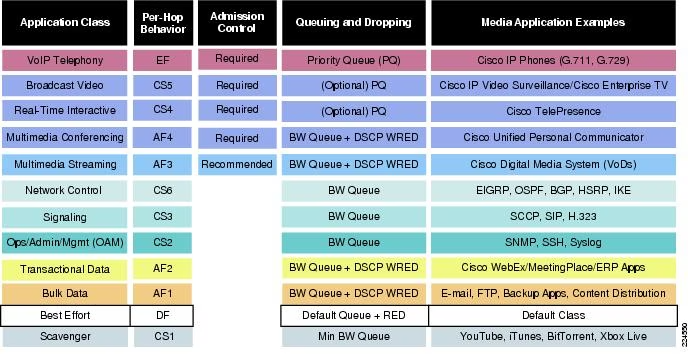 Application Class Per-Hop Behavior Admission Control Queuing and Dropping Media Application Examples
VoIP Telephony EF Required Priority Queue (PQ) Cisco IP Phones (G.711, G.729)
Broadcast Video CS5 Required (Optional) PQ Cisco IP Video Surveillance/Cisco Enterprise TV
Real-Time Interactive CS4 Required (Optional) PQ Cisco TelePresence
Multimedia Conferencing AF4 Required BW Queue + DSCP WRED Cisco Unified Personal Communicator
Multimedia Streaming AF3 Recommended BW Queue + DSCP WRED Cisco Digital Media System (VoDs)
Network Control CS6 BW Queue EIGRP, OSPF, BGP, HSRP, IKE
Signaling CS3 BW Queue SCCP, SIP, H.323
Ops/Admin/Mgmt (OAM) CS2 BW Queue SNMP, SSH, Syslog
Transactional Data AF2 BW Queue + DSCP WRED Cisco WebEx/MeetingPlace/ERP Apps
Bulk Data AF1 BW Queue + DSCP WRED E-mail, FTP, Backup Apps, Content Distribution
Best Effort DF Default Queue + RED Default Class
Scavenger CS1 Min BW Queue YouTube, iTunes, BitTorrent, Xbox Live